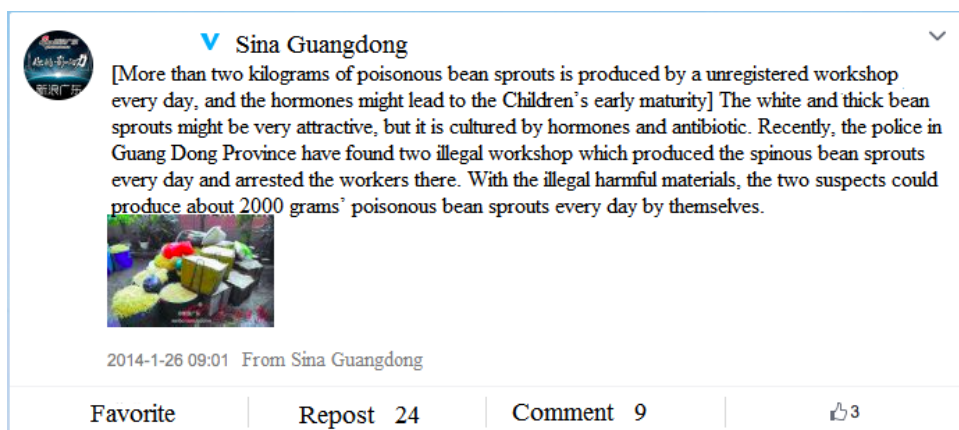 V Sina Guangdong
[More than two kilograms of poisonous bean sprouts is produced by a unregistered workshop
every day, and the hormones might lead to the Children's early maturity] The white and thick bean
sprouts might be very attractive, but it is cultured by hormones and antibiotic. Recently, the police in
Guang Dong Province have found two illegal workshop which produced the spinous bean sprouts
every day and arrested the workers there. With the illegal harmful materials, the two suspects could
produce about 2000 grams' poisonous bean sprouts every day by themselves.
新浪广东
2014-1-26 09:01 From Sina Guangdong
Favorite Repost 24 Comment 9 3